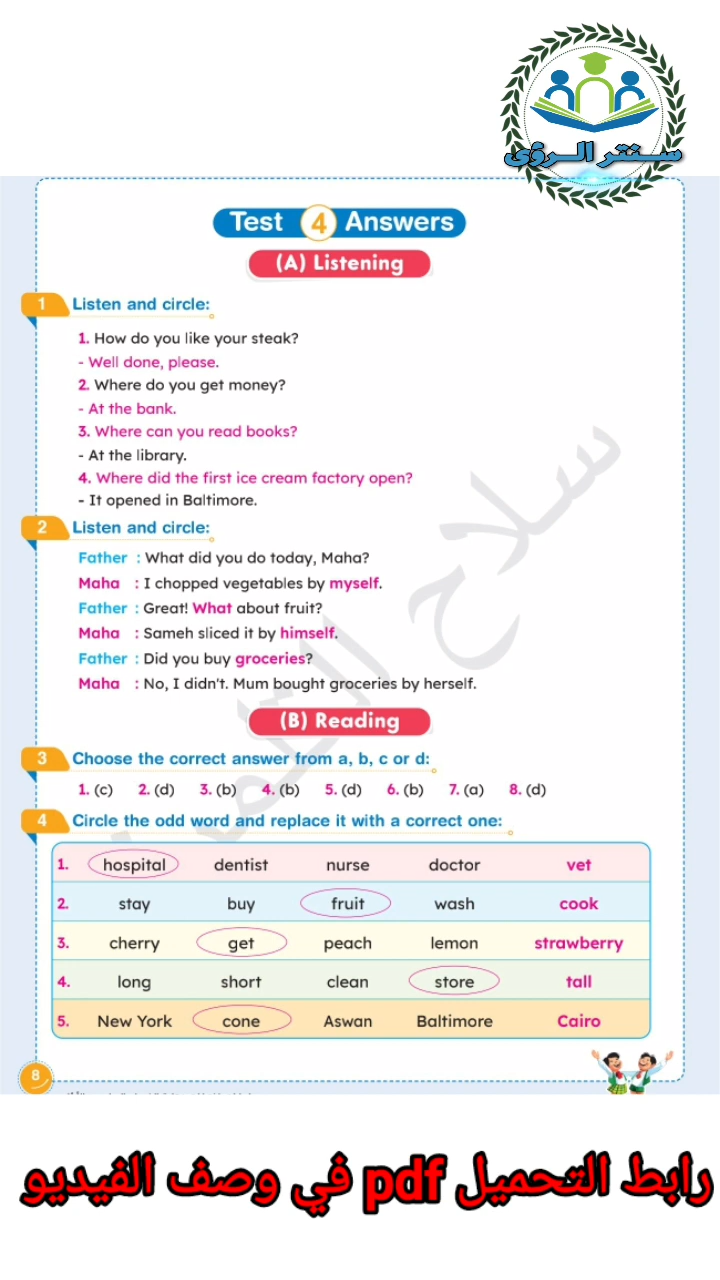 سنتر الرؤى
Test 4 Answers
(A) Listening
1 Listen and circle:
1. How do you like your steak?
- Well done, please.
2. Where do you get money?
- At the bank.
3. Where can you read books?
- At the library.
4. Where did the first ice cream factory open?
- It opened in Baltimore.
2 Listen and circle:
Father : What did you do today, Maha?
Maha : I chopped vegetables by myself.
Father : Great! What about fruit?
Maha : Sameh sliced it by himself.
Father : Did you buy groceries?
Maha : No, I didn't. Mum bought groceries by herself.
(B) Reading
3 Choose the correct answer from a, b, c or d:
1. (c) 2. (d) 3. (b) 4. (b) 5. (d) 6. (b) 7. (a) 8. (d)
4 Circle the odd word and replace it with a correct one:
1. hospital dentist nurse doctor vet
2. stay buy fruit wash cook
3. cherry get peach lemon strawberry
4. long short clean store tall
5. New York cone Aswan Baltimore Cairo
8
رابط التحميل pdf في وصف الفيديو